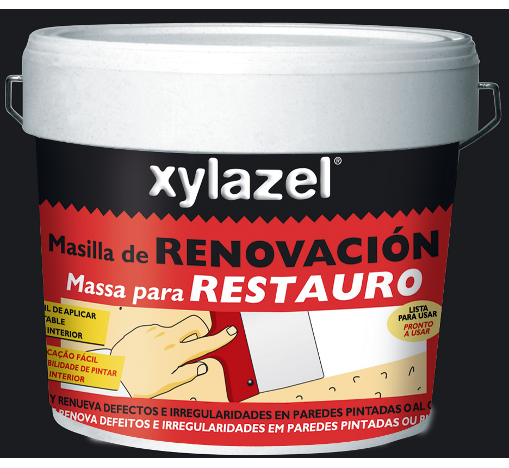 xylazel®
Masilla de RENOVACIÓN
Massa para RESTAURO
LISTA
PARA USAR
PRONTO
A USAR
DE APLICAR
INTERIOR
FÁCIL
DE PINTAR
INTERIOR
Y RENUEVA DEFECTOS E IRREGULARIDADES EN PAREDES PINTADAS O AL
RENOVA DEFEITOS E IRREGULARIDADES EM PAREDES PINTADAS OU